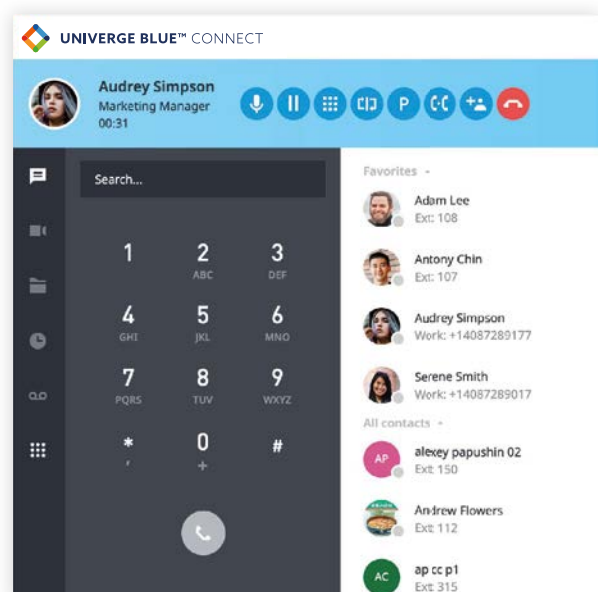 UNIVERGE BLUE™ CONNECT
Audrey Simpson
Marketing Manager
00:31
P
Search...
1
2
ABC
3
DEF
4
GHI
5
JKL
6
MNO
7
PQRS
8
TUV
9
WXYZ
*
,
0
+
#
Favorites
Adam Lee
Ext: 108
Antony Chin
Ext: 107
Audrey Simpson
Work: +14087289177
Serene Smith
Work: +14087289017
All contacts
AP
alexey papushin 02
Ext: 150
Andrew Flowers
Ext: 112
AC
ap cc p1
Ext: 315